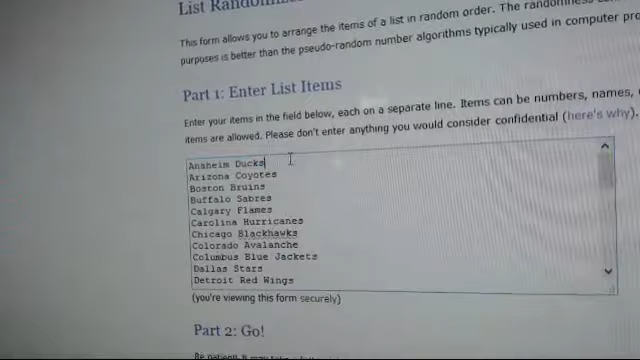 List
This form allows you to arrange the items of a list in random order. The randomness
purposes is better than the pseudo-random number algorithms typically used in computer
Part 1: Enter List Items
Enter your items in the field below, each on a separate line. Items can be numbers, names,
items are allowed. Please don't enter anything you would consider confidential (here's why).
Anaheim Ducks
Arizona Coyotes
Boston Bruins
Buffalo Sabres
Calgary Flames
Carolina Hurricanes
Chicago Blackhawks
Colorado Avalanche
Columbus Blue Jackets
Dallas Stars
Detroit Red Wings
(you're viewing this form securely)
Part 2: Go!